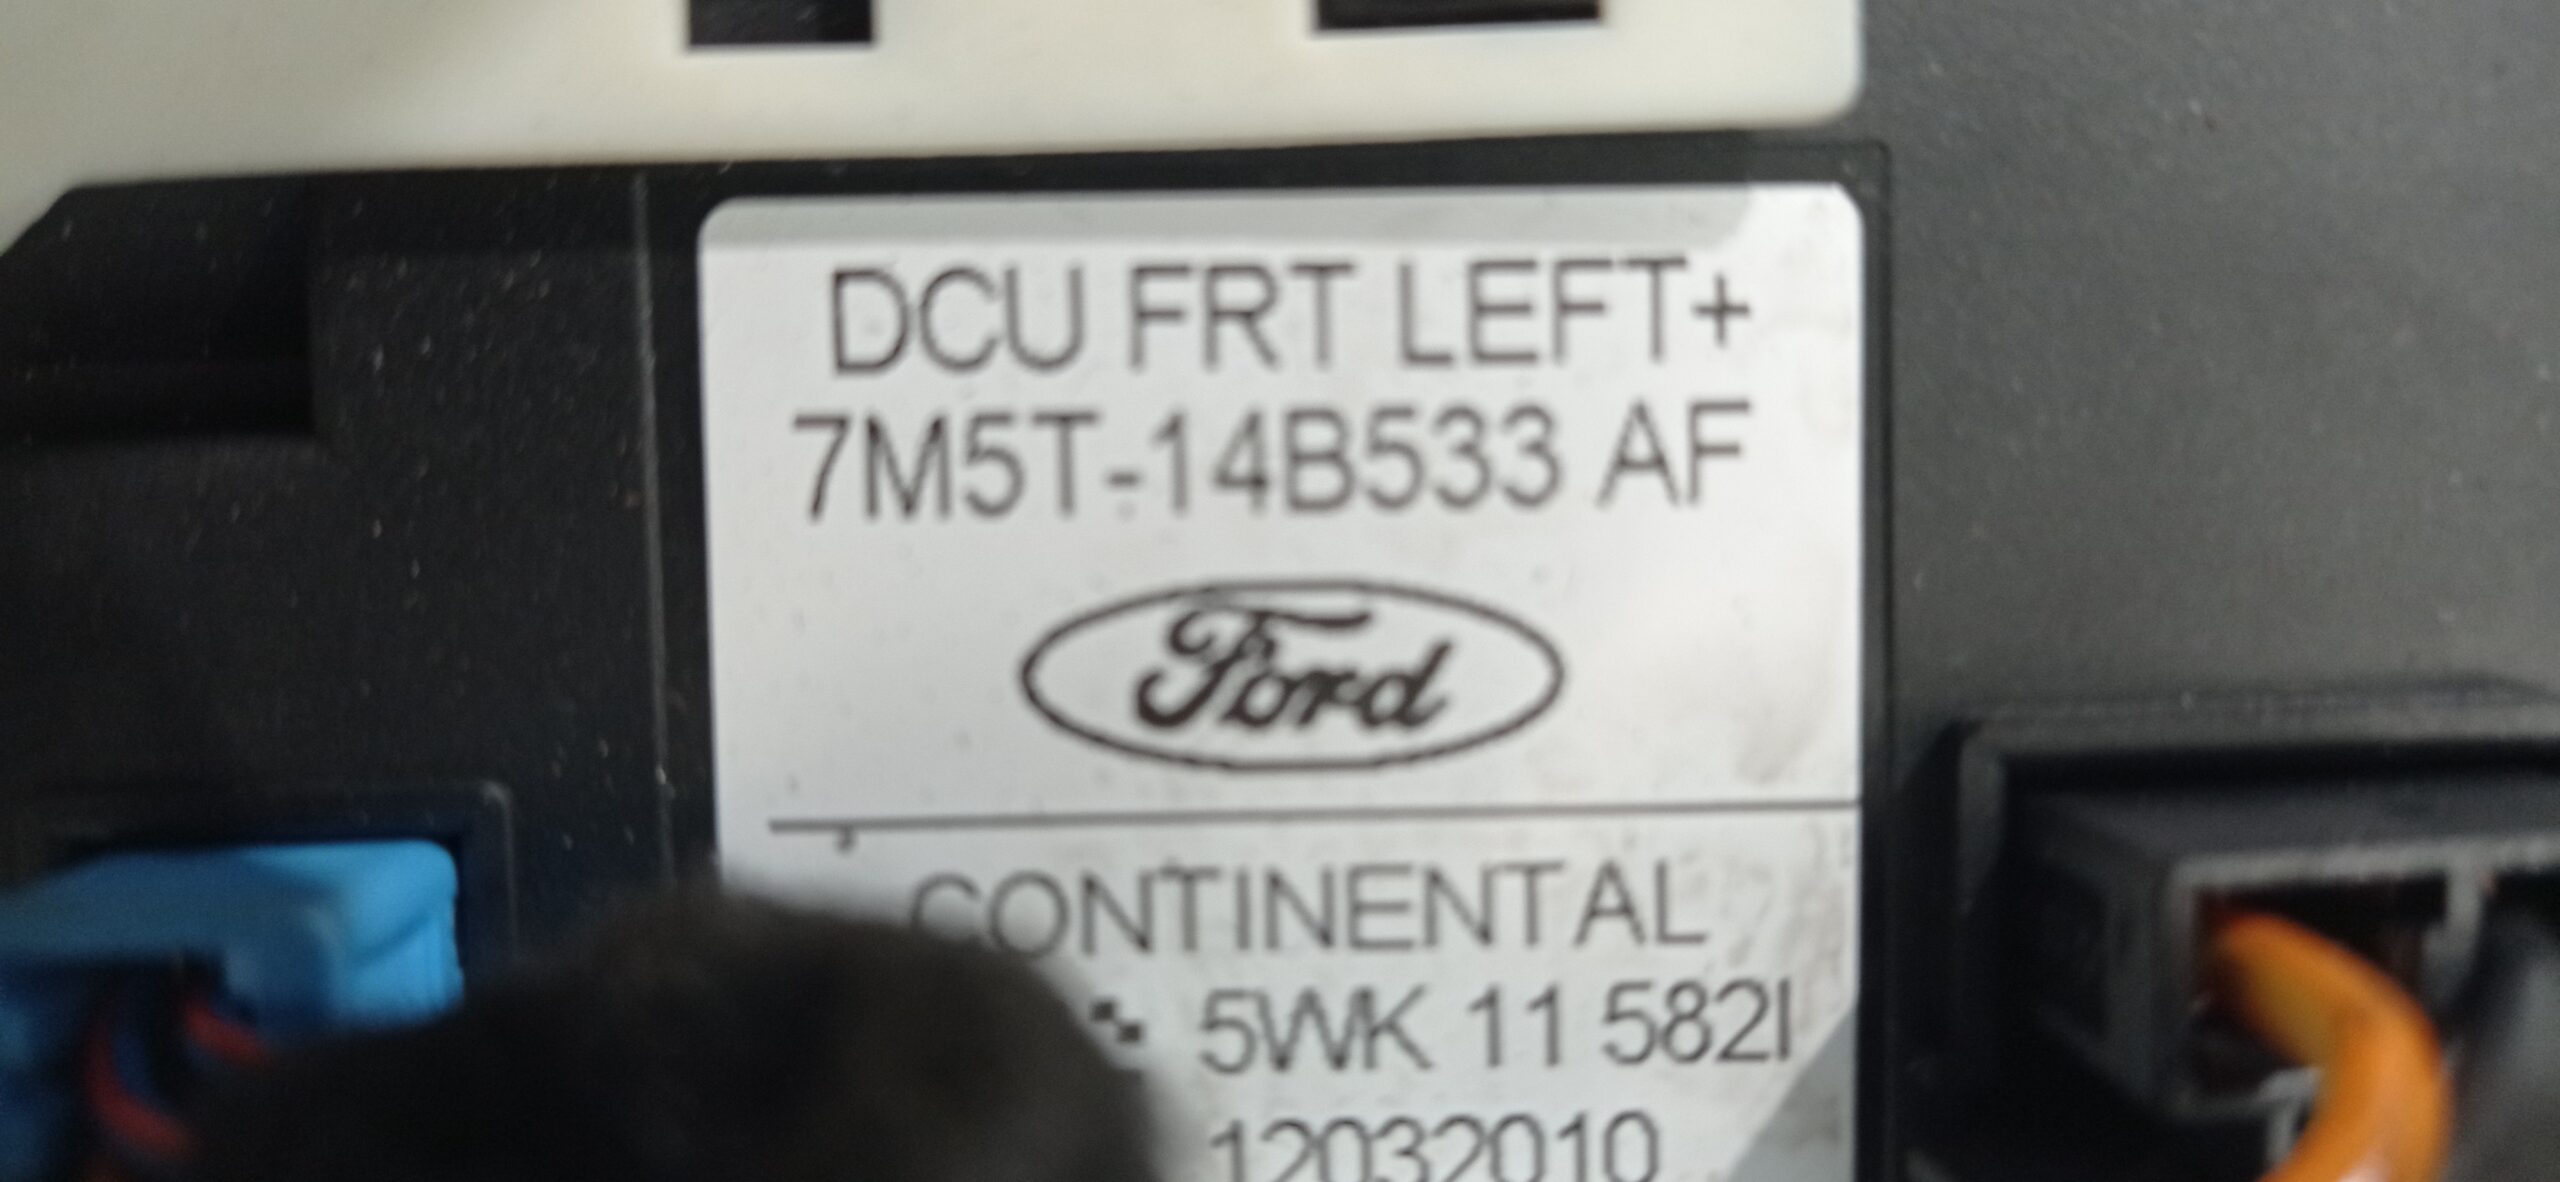 DCU FRT LEFT+
7M5T-14B533 AF
Ford
CONTINENTAL
5WK 11 582I
12032010